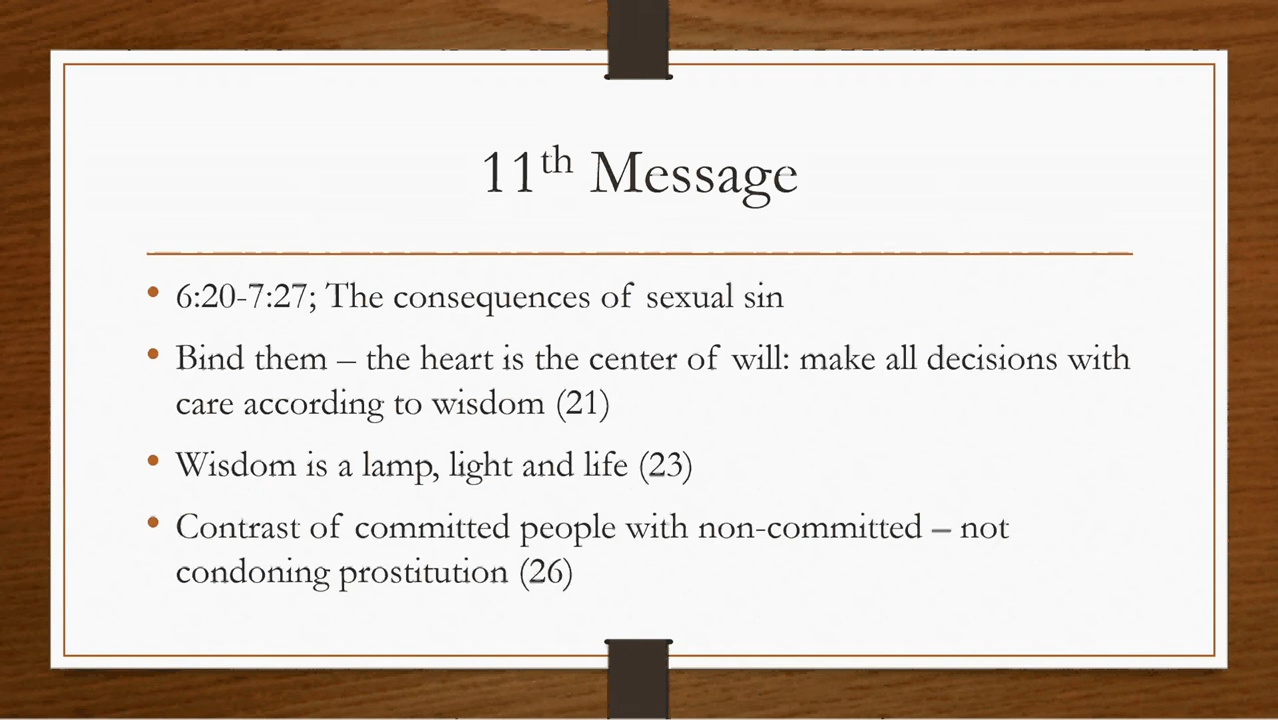 11th Message
• 6:20-7:27; The consequences of sexual sin
• Bind them – the heart is the center of will: make all decisions with
care according to wisdom (21)
• Wisdom is a lamp, light and life (23)
• Contrast of committed people with non-committed – not
condoning prostitution (26)